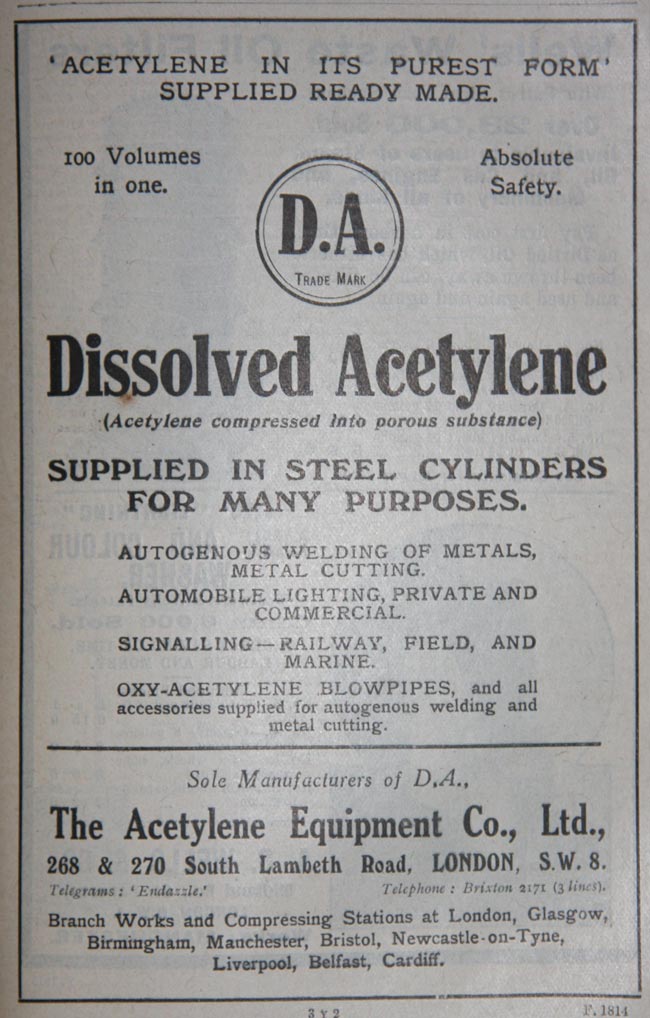 'ACETYLENE IN ITS PUREST FORM'
SUPPLIED READY MADE.
100 Volumes
in one.
Absolute
Safety.
D.A.
TRADE MARK
Dissolved Acetylene
(Acetylene compressed into porous substance)
SUPPLIED IN STEEL CYLINDERS
FOR MANY PURPOSES.
AUTOGENOUS WELDING OF METALS,
METAL CUTTING.
AUTOMOBILE LIGHTING, PRIVATE AND
COMMERCIAL.
SIGNALLING—RAILWAY, FIELD, AND
MARINE.
OXY-ACETYLENE BLOWPIPES, and all
accessories supplied for autogenous welding and
metal cutting.
Sole Manufacturers of D.A.,
The Acetylene Equipment Co., Ltd.,
268 & 270 South Lambeth Road, LONDON, S.W. 8.
Telegrams: 'Endazzle.' Telephone: Brixton 2171 (3 lines).
Branch Works and Compressing Stations at London, Glasgow,
Birmingham, Manchester, Bristol, Newcastle-on-Tyne,
Liverpool, Belfast, Cardiff.
3 Y 2
F. 1814